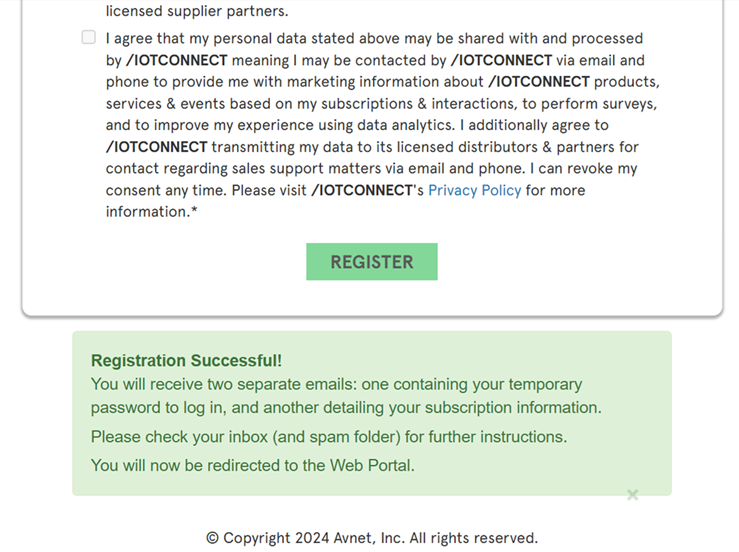 licensed supplier partners.
I agree that my personal data stated above may be shared with and processed
by /IOTCONNECT meaning I may be contacted by /IOTCONNECT via email and
phone to provide me with marketing information about /IOTCONNECT products,
services & events based on my subscriptions & interactions, to perform surveys,
and to improve my experience using data analytics. I additionally agree to
/IOTCONNECT transmitting my data to its licensed distributors & partners for
contact regarding sales support matters via email and phone. I can revoke my
consent any time. Please visit /IOTCONNECT's Privacy Policy for more
information.*
REGISTER
Registration Successful!
You will receive two separate emails: one containing your temporary
password to log in, and another detailing your subscription information.
Please check your inbox (and spam folder) for further instructions.
You will now be redirected to the Web Portal.
© Copyright 2024 Avnet, Inc. All rights reserved.